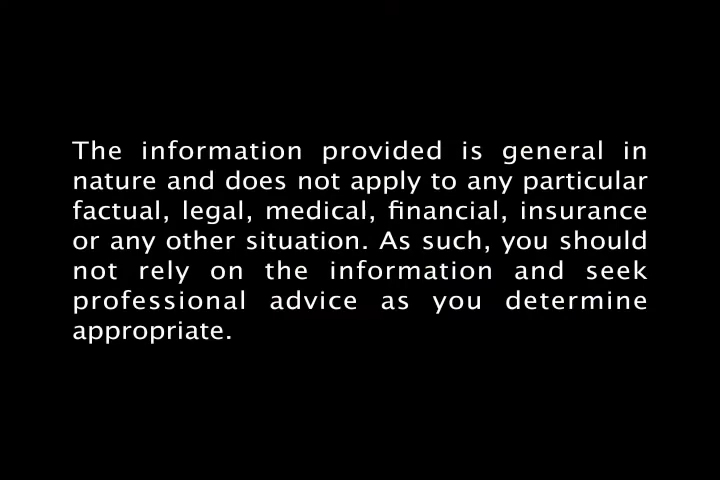 The information provided is general in
nature and does not apply to any particular
factual, legal, medical, financial, insurance
or any other situation. As such, you should
not rely on the information and seek
professional advice as you determine
appropriate.